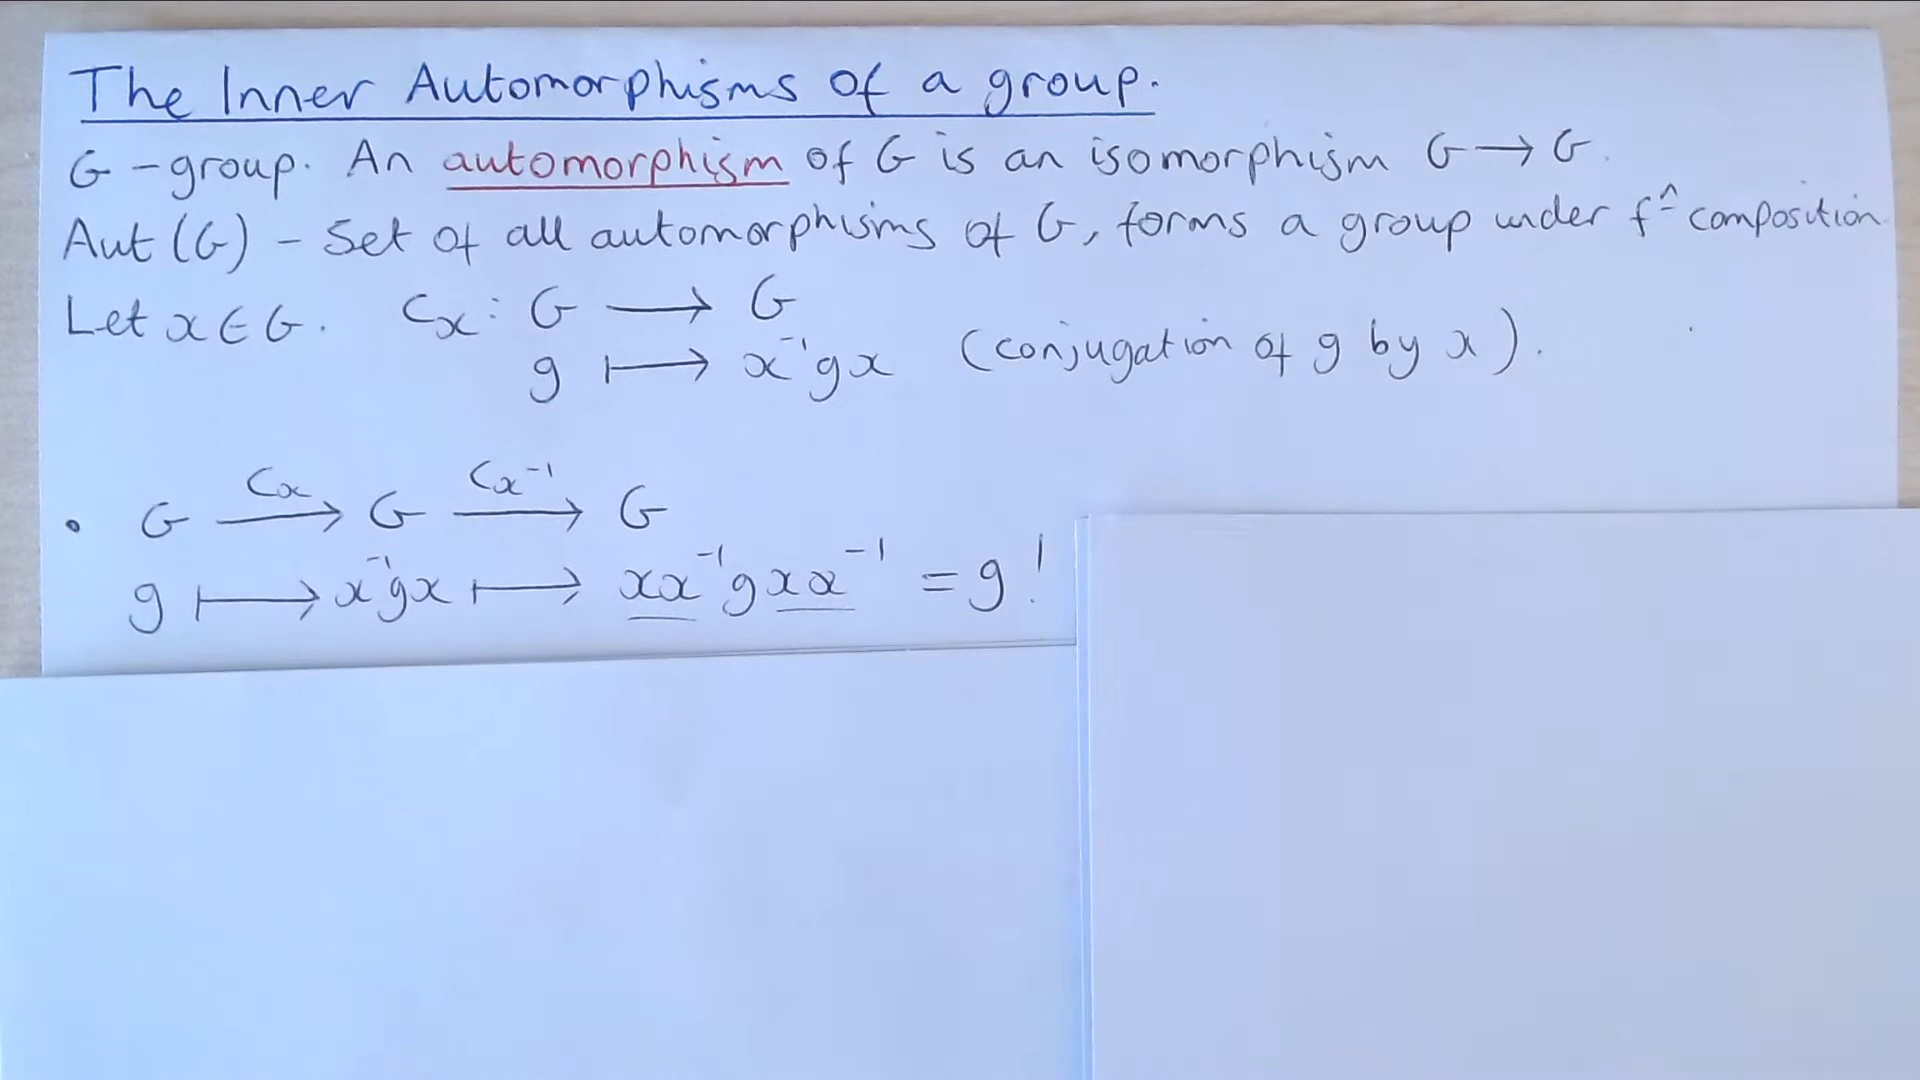 The Inner Automorphisms of a group.
G - group. An automorphism of G is an isomorphism G → G.
Aut (G) - Set of all automorphisms of G, forms a group under fⁿ composition
Let x ∈ G. Cx : G ⟶ G
g ⟼ x⁻¹gx (conjugation of g by x).
• G ⟶ G ⟶ G Cx Cx⁻¹
g ⟼ x⁻¹gx ⟼ xx⁻¹gxx⁻¹ = g!